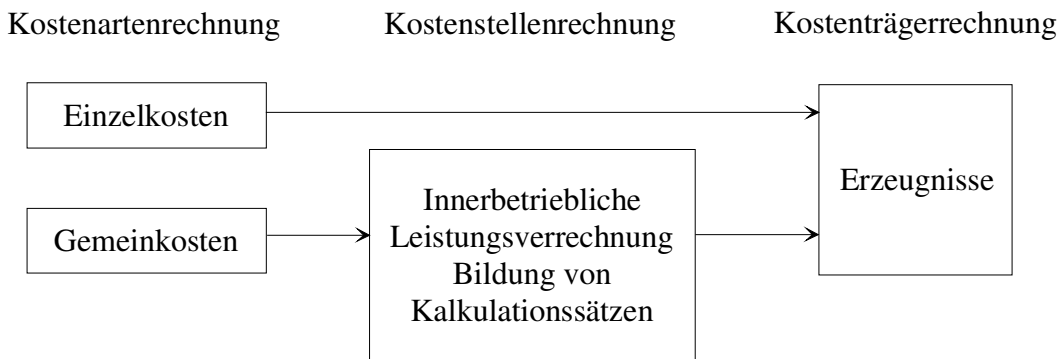 Kostenartenrechnung
Kostenstellenrechnung
Kostenträgerrechnung
Einzelkosten
Gemeinkosten
Innerbetriebliche
Leistungsverrechnung
Bildung von
Kalkulationssätzen
Erzeugnisse